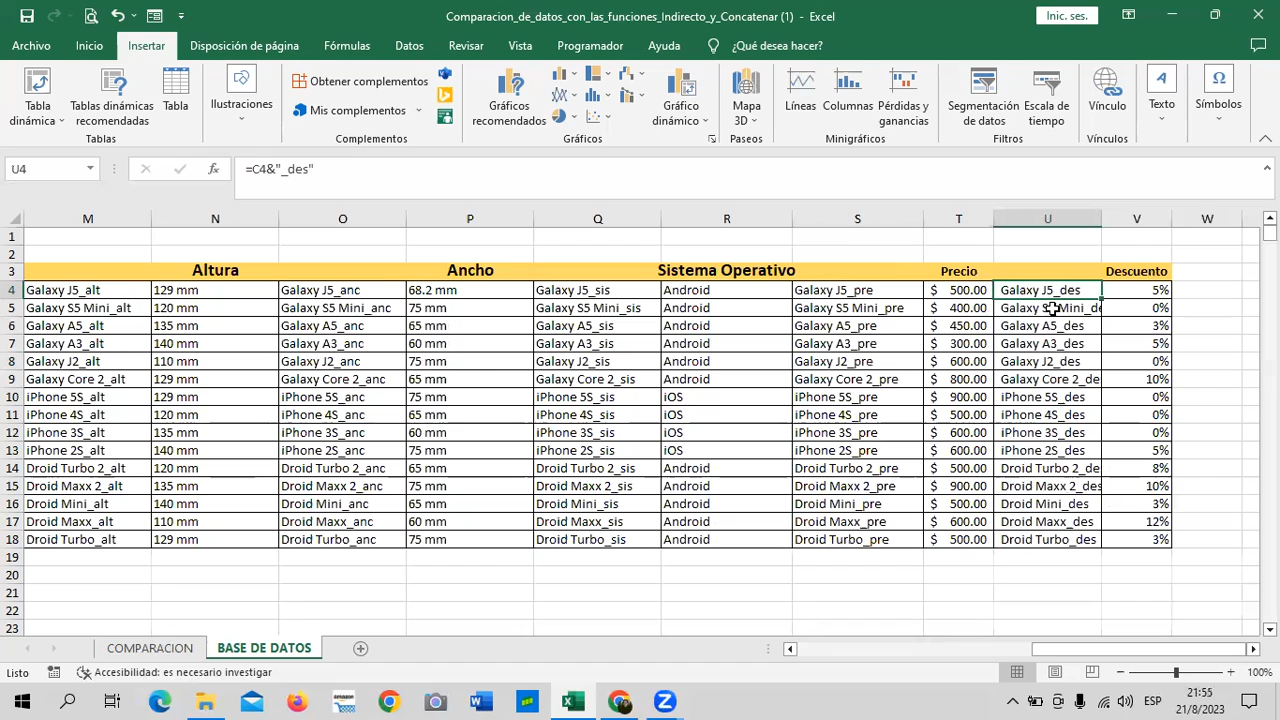 Comparacion_de_datos_con_las_funciones_Indirecto_y_Concatenar (1) - Excel
Inic. ses.
Archivo Inicio Insertar Disposición de página Fórmulas Datos Revisar Vista Programador Ayuda ¿Qué desea hacer?
Tabla dinámica
Tablas dinámicas recomendadas
Tabla
Ilustraciones
Obtener complementos
Mis complementos
Gráficos recomendados
Gráfico dinámico
Mapa 3D
Líneas
Columnas
Pérdidas y ganancias
Segmentación de datos
Escala de tiempo
Vínculo
Texto
Símbolos
Tablas Complementos Gráficos Paseos Minigráficos Filtros Vínculos
U4 fx =C4&"_des"
M N O P Q R S T U V W
1
2
3 Altura Ancho Sistema Operativo Precio Descuento
4 Galaxy J5_alt 129 mm Galaxy J5_anc 68.2 mm Galaxy J5_sis Android Galaxy J5_pre $ 500.00 Galaxy J5_des 5%
5 Galaxy S5 Mini_alt 120 mm Galaxy S5 Mini_anc 75 mm Galaxy S5 Mini_sis Android Galaxy S5 Mini_pre $ 400.00 Galaxy Mini_de 0%
6 Galaxy A5_alt 135 mm Galaxy A5_anc 65 mm Galaxy A5_sis Android Galaxy A5_pre $ 450.00 Galaxy A5_des 3%
7 Galaxy A3_alt 140 mm Galaxy A3_anc 60 mm Galaxy A3_sis Android Galaxy A3_pre $ 300.00 Galaxy A3_des 5%
8 Galaxy J2_alt 110 mm Galaxy J2_anc 75 mm Galaxy J2_sis Android Galaxy J2_pre $ 600.00 Galaxy J2_des 0%
9 Galaxy Core 2_alt 129 mm Galaxy Core 2_anc 65 mm Galaxy Core 2_sis Android Galaxy Core 2_pre $ 800.00 Galaxy Core 2_de 10%
10 iPhone 5S_alt 129 mm iPhone 5S_anc 75 mm iPhone 5S_sis iOS iPhone 5S_pre $ 900.00 iPhone 5S_des 0%
11 iPhone 4S_alt 120 mm iPhone 4S_anc 65 mm iPhone 4S_sis iOS iPhone 4S_pre $ 500.00 iPhone 4S_des 0%
12 iPhone 3S_alt 135 mm iPhone 3S_anc 60 mm iPhone 3S_sis iOS iPhone 3S_pre $ 600.00 iPhone 3S_des 0%
13 iPhone 2S_alt 140 mm iPhone 2S_anc 75 mm iPhone 2S_sis iOS iPhone 2S_pre $ 600.00 iPhone 2S_des 5%
14 Droid Turbo 2_alt 120 mm Droid Turbo 2_anc 65 mm Droid Turbo 2_sis Android Droid Turbo 2_pre $ 500.00 Droid Turbo 2_de 8%
15 Droid Maxx 2_alt 135 mm Droid Maxx 2_anc 75 mm Droid Maxx 2_sis Android Droid Maxx 2_pre $ 900.00 Droid Maxx 2_des 10%
16 Droid Mini_alt 140 mm Droid Mini_anc 65 mm Droid Mini_sis Android Droid Mini_pre $ 500.00 Droid Mini_des 3%
17 Droid Maxx_alt 110 mm Droid Maxx_anc 60 mm Droid Maxx_sis Android Droid Maxx_pre $ 600.00 Droid Maxx_des 12%
18 Droid Turbo_alt 129 mm Droid Turbo_anc 75 mm Droid Turbo_sis Android Droid Turbo_pre $ 500.00 Droid Turbo_des 3%
19
20
21
22
23
COMPARACION BASE DE DATOS
Listo Accesibilidad: es necesario investigar 100%
ESP 21:55
21/8/2023